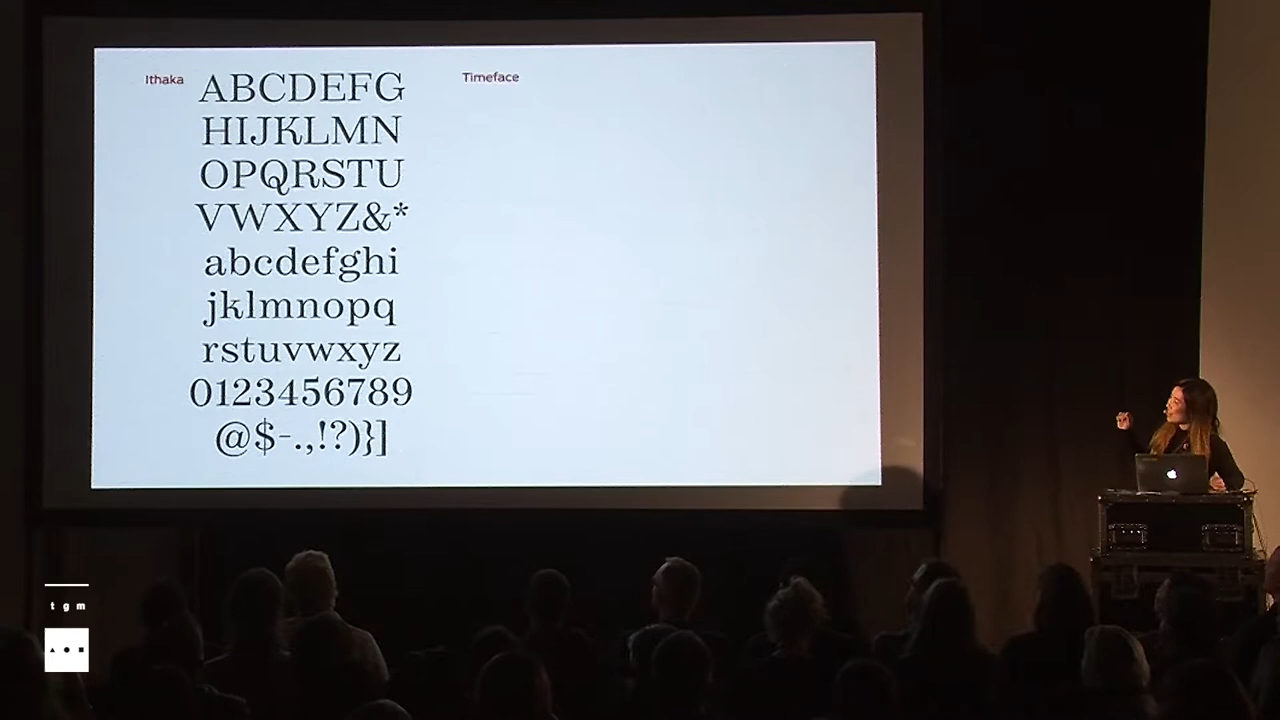 Ithaka
Timeface
ABCDEFG
HIJKLMN
OPQRSTU
VWXYZ&*
abcdefghi
jklmnopq
rstuvwxyz
0123456789
@$-.,!?)}]
tgm